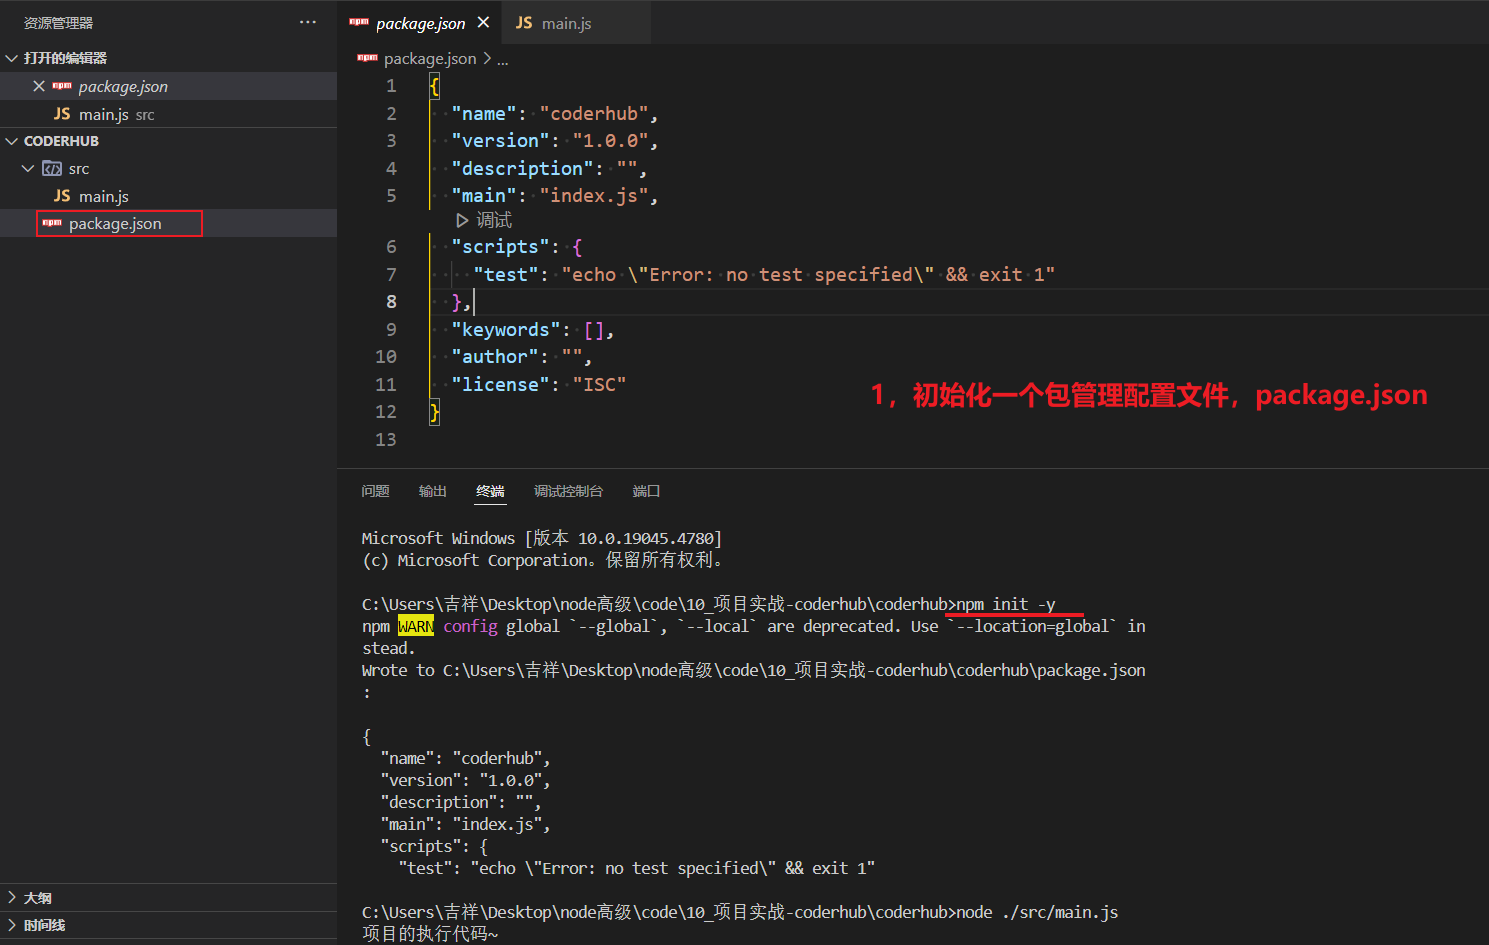 资源管理器
···
打开的编辑器
package.json
main.js src
CODERHUB
src
JS main.js
package.json
大纲
时间线
package.json
JS main.js
package.json > ...
1 {
2 "name": "coderhub",
3 "version": "1.0.0",
4 "description": "",
5 "main": "index.js",
调试
6 "scripts": {
7 "test": "echo \"Error: no test specified\" && exit 1"
8 },
9 "keywords": [],
10 "author": "",
11 "license": "ISC"
12 }
13
1，初始化一个包管理配置文件，package.json
问题 输出 终端 调试控制台 端口
Microsoft Windows [版本 10.0.19045.4780]
(c) Microsoft Corporation。保留所有权利。
C:\Users\吉祥\Desktop\node高级\code\10_项目实战-coderhub\coderhub>npm init -y
npm WARN config global `--global`, `--local` are deprecated. Use `--location=global` in
stead.
Wrote to C:\Users\吉祥\Desktop\node高级\code\10_项目实战-coderhub\coderhub\package.json
:
{
"name": "coderhub",
"version": "1.0.0",
"description": "",
"main": "index.js",
"scripts": {
"test": "echo \"Error: no test specified\" && exit 1"
C:\Users\吉祥\Desktop\node高级\code\10_项目实战-coderhub\coderhub>node ./src/main.js
项目的执行代码~